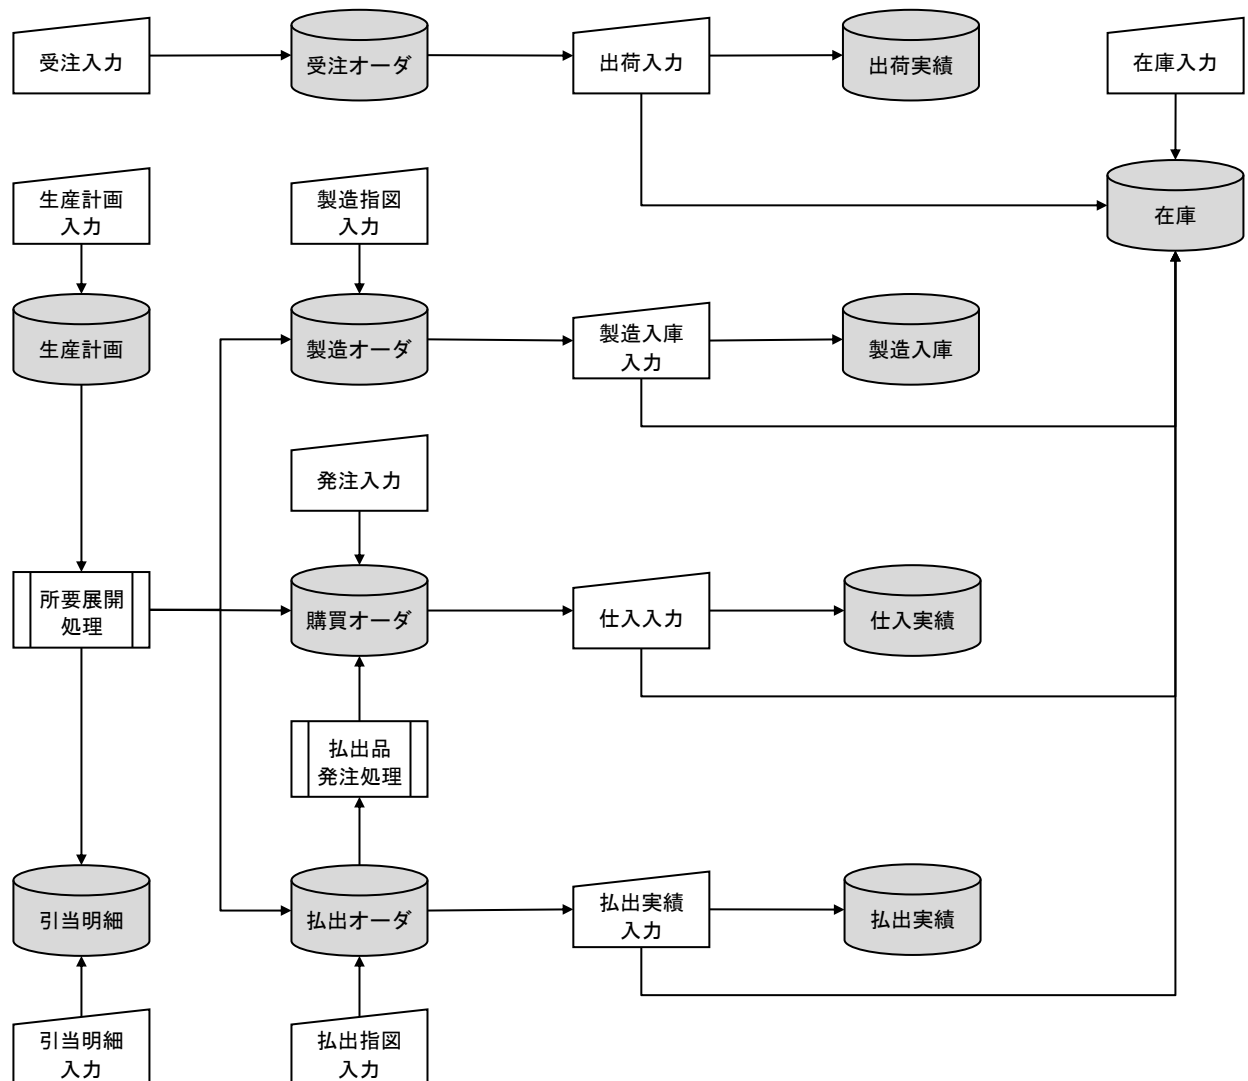 受注入力
受注オーダ
出荷入力
出荷実績
在庫入力
生産計画
入力
製造指図
入力
在庫
生産計画
製造オーダ
製造入庫
入力
製造入庫
発注入力
所要展開
処理
購買オーダ
仕入入力
仕入実績
払出品
発注処理
引当明細
払出オーダ
払出実績
入力
払出実績
引当明細
入力
払出指図
入力